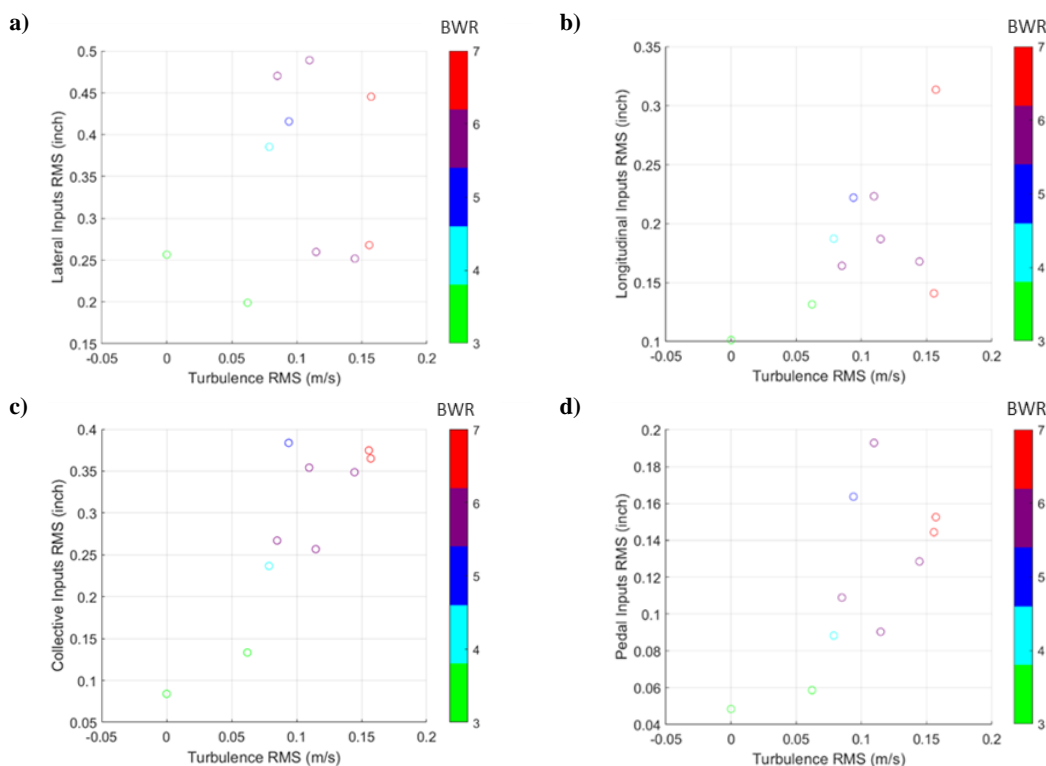 a)
BWR
0.5
0.45
0.4
0.35
0.3
0.25
0.2
0.15
Lateral Inputs RMS (inch)
-0.05 0 0.05 0.1 0.15 0.2
Turbulence RMS (m/s)
7
6
5
4
3
b)
BWR
0.35
0.3
0.25
0.2
0.15
0.1
Longitudinal Inputs RMS (inch)
-0.05 0 0.05 0.1 0.15 0.2
Turbulence RMS (m/s)
7
6
5
4
3
c)
BWR
0.4
0.35
0.3
0.25
0.2
0.15
0.1
0.05
Collective Inputs RMS (inch)
-0.05 0 0.05 0.1 0.15 0.2
Turbulence RMS (m/s)
7
6
5
4
3
d)
BWR
0.2
0.18
0.16
0.14
0.12
0.1
0.08
0.06
0.04
Pedal Inputs RMS (inch)
-0.05 0 0.05 0.1 0.15 0.2
Turbulence RMS (m/s)
7
6
5
4
3